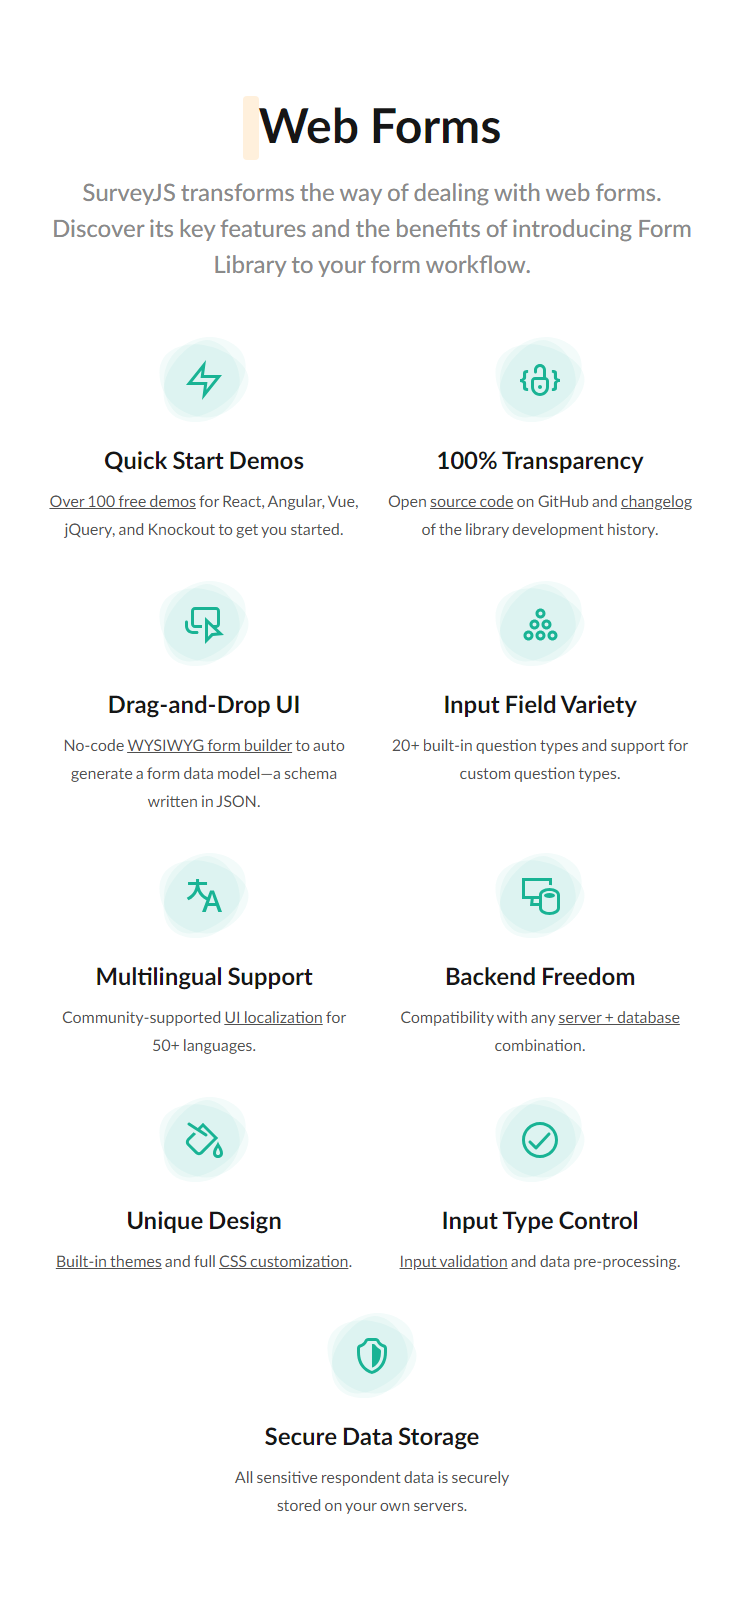 Web Forms
SurveyJS transforms the way of dealing with web forms.
Discover its key features and the benefits of introducing Form
Library to your form workflow.
Quick Start Demos
Over 100 free demos for React, Angular, Vue,
jQuery, and Knockout to get you started.
100% Transparency
Open source code on GitHub and changelog
of the library development history.
Drag-and-Drop UI
No-code WYSIWYG form builder to auto
generate a form data model—a schema
written in JSON.
Input Field Variety
20+ built-in question types and support for
custom question types.
Multilingual Support
Community-supported UI localization for
50+ languages.
Backend Freedom
Compatibility with any server + database
combination.
Unique Design
Built-in themes and full CSS customization.
Input Type Control
Input validation and data pre-processing.
Secure Data Storage
All sensitive respondent data is securely
stored on your own servers.